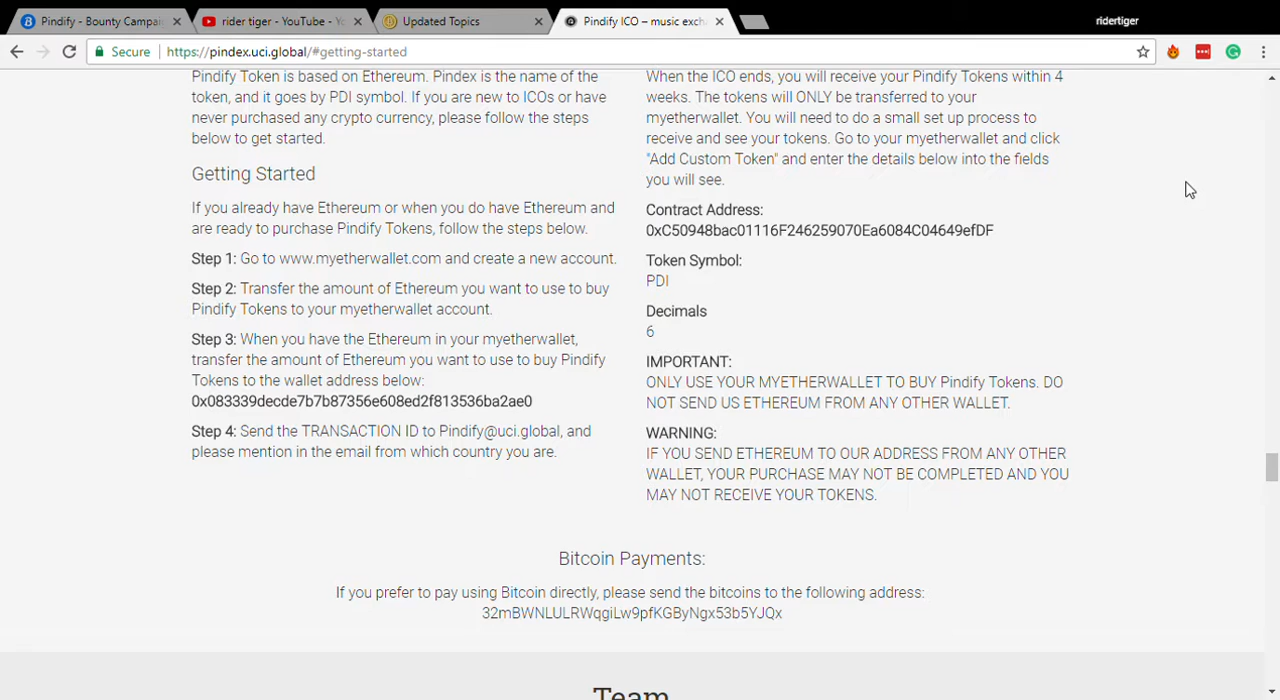 Pindify - Bounty Campai
rider tiger - YouTube - Yo
Updated Topics
Pindify ICO – music exch
ridertiger
Secure
https://pindex.uci.global/#getting-started
Pindify Token is based on Ethereum. Pindex is the name of the
token, and it goes by PDI symbol. If you are new to ICOs or have
never purchased any crypto currency, please follow the steps
below to get started.
Getting Started
If you already have Ethereum or when you do have Ethereum and
are ready to purchase Pindify Tokens, follow the steps below.
Step 1: Go to www.myetherwallet.com and create a new account.
Step 2: Transfer the amount of Ethereum you want to use to buy
Pindify Tokens to your myetherwallet account.
Step 3: When you have the Ethereum in your myetherwallet,
transfer the amount of Ethereum you want to use to buy Pindify
Tokens to the wallet address below:
0x083339decde7b7b87356e608ed2f813536ba2ae0
Step 4: Send the TRANSACTION ID to Pindify@uci.global, and
please mention in the email from which country you are.
When the ICO ends, you will receive your Pindify Tokens within 4
weeks. The tokens will ONLY be transferred to your
myetherwallet. You will need to do a small set up process to
receive and see your tokens. Go to your myetherwallet and click
"Add Custom Token" and enter the details below into the fields
you will see.
Contract Address:
0xC50948bac01116F246259070Ea6084C04649efDF
Token Symbol:
PDI
Decimals
6
IMPORTANT:
ONLY USE YOUR MYETHERWALLET TO BUY Pindify Tokens. DO
NOT SEND US ETHEREUM FROM ANY OTHER WALLET.
WARNING:
IF YOU SEND ETHEREUM TO OUR ADDRESS FROM ANY OTHER
WALLET, YOUR PURCHASE MAY NOT BE COMPLETED AND YOU
MAY NOT RECEIVE YOUR TOKENS.
Bitcoin Payments:
If you prefer to pay using Bitcoin directly, please send the bitcoins to the following address:
32mBWNLULRWqgiLw9pfKGByNgx53b5YJQx
Team